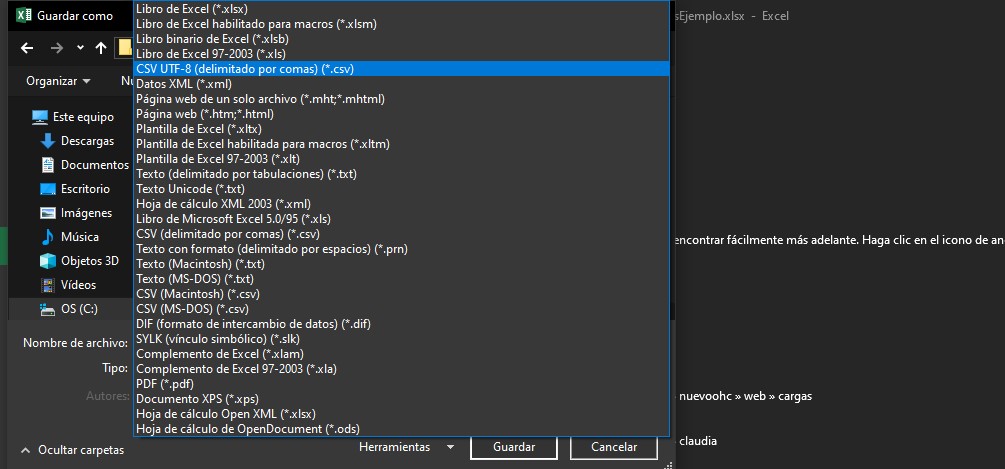 Guardar como
sEjemplo.xlsx - Excel
Organizar
Nu
Este equipo
Descargas
Documentos
Escritorio
Imágenes
Música
Objetos 3D
Vídeos
OS (C:)
Nombre de archivo:
Tipo:
Autores:
Libro de Excel (*.xlsx)
Libro de Excel habilitado para macros (*.xlsm)
Libro binario de Excel (*.xlsb)
Libro de Excel 97-2003 (*.xls)
CSV UTF-8 (delimitado por comas) (*.csv)
Datos XML (*.xml)
Página web de un solo archivo (*.mht;*.mhtml)
Página web (*.htm;*.html)
Plantilla de Excel (*.xltx)
Plantilla de Excel habilitada para macros (*.xltm)
Plantilla de Excel 97-2003 (*.xlt)
Texto (delimitado por tabulaciones) (*.txt)
Texto Unicode (*.txt)
Hoja de cálculo XML 2003 (*.xml)
Libro de Microsoft Excel 5.0/95 (*.xls)
CSV (delimitado por comas) (*.csv)
Texto con formato (delimitado por espacios) (*.prn)
Texto (Macintosh) (*.txt)
Texto (MS-DOS) (*.txt)
CSV (Macintosh) (*.csv)
CSV (MS-DOS) (*.csv)
DIF (formato de intercambio de datos) (*.dif)
SYLK (vínculo simbólico) (*.slk)
Complemento de Excel (*.xlam)
Complemento de Excel 97-2003 (*.xla)
PDF (*.pdf)
Documento XPS (*.xps)
Hoja de cálculo Open XML (*.xlsx)
Hoja de cálculo de OpenDocument (*.ods)
encontrar fácilmente más adelante. Haga clic en el icono de an
nuevoohc » web » cargas
claudia
Ocultar carpetas
Herramientas
Guardar
Cancelar